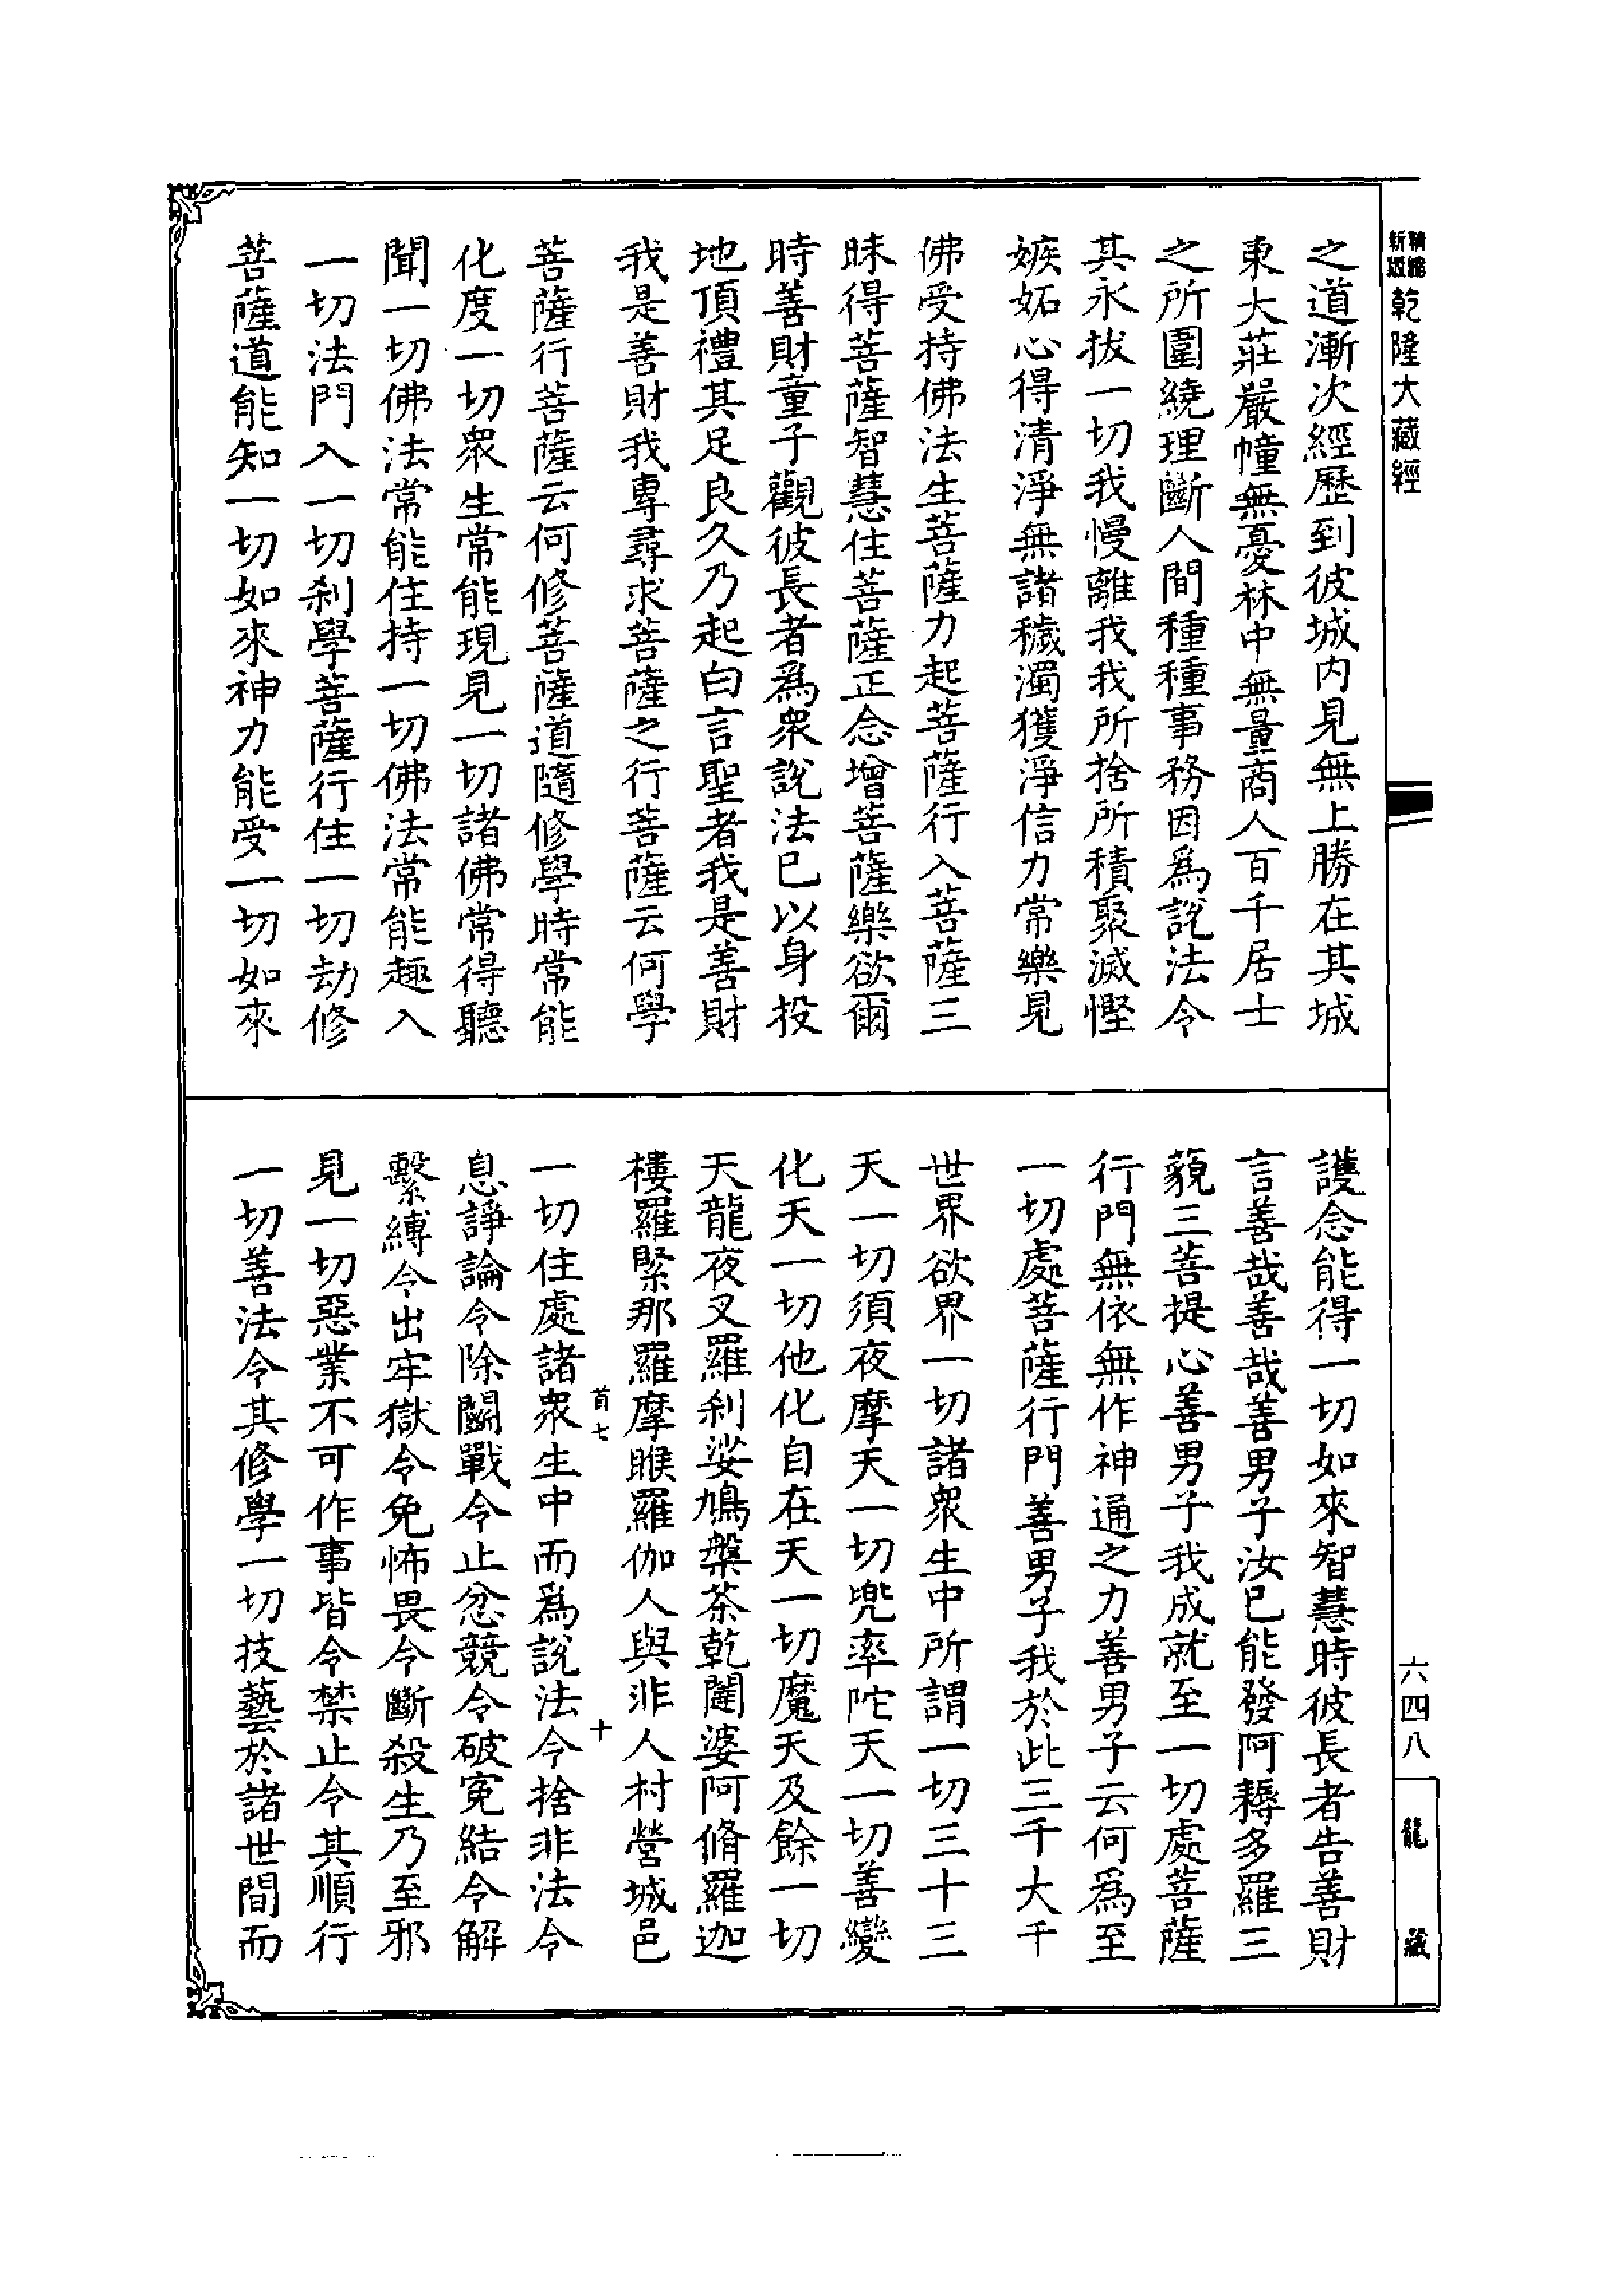 新編
縮版
乾隆大藏經
之道漸次經歷到彼城內見無上勝在其城
東大莊嚴幢無憂林中無量商人百千居士
之所圍繞理斷人間種種事務因爲說法令
其永拔一切我慢離我我所捨所積聚滅慳
嫉妬心得清淨無諸穢濁獲淨信力常樂見
佛受持佛法生菩薩力起菩薩行入菩薩三
昧得菩薩智慧住菩薩正念增菩薩樂欲爾
時善財童子觀彼長者爲衆說法已以身投
地頂禮其足良久乃起白言聖者我是善財
我是善財我專尋求菩薩之行菩薩云何學
菩薩行菩薩云何修菩薩道隨修學時常能
化度一切衆生常能現見一切諸佛常得聽
聞一切佛法常能住持一切佛法常能趣入
一切法門入一切刹學菩薩行住一切劫修
菩薩道能知一切如來神力能受一切如來
護念能得一切如來智慧時彼長者告善財
言善哉善哉善男子汝已能發阿耨多羅三
藐三菩提心善男子我成就至一切處菩薩
行門無依無作神通之力善男子云何爲至
一切處菩薩行門善男子我於此三千大千
世界欲界一切諸衆生中所謂一切三十三
天一切須夜摩天一切兜率陀天一切善變
化天一切他化自在天一切魔天及餘一切
天龍夜叉羅刹娑鳩槃茶乾闥婆阿脩羅迦
樓羅緊那羅摩睺羅伽人與非人村營城邑
首七
十
一切住處諸衆生中而爲說法令捨非法令
息諍論令除鬬戰令止忿競令破冤結令解
繫縛令出牢獄令免怖畏令斷殺生乃至邪
見一切惡業不可作事皆令禁止令其順行
一切善法令其修學一切技藝於諸世間而
六四八
龍藏